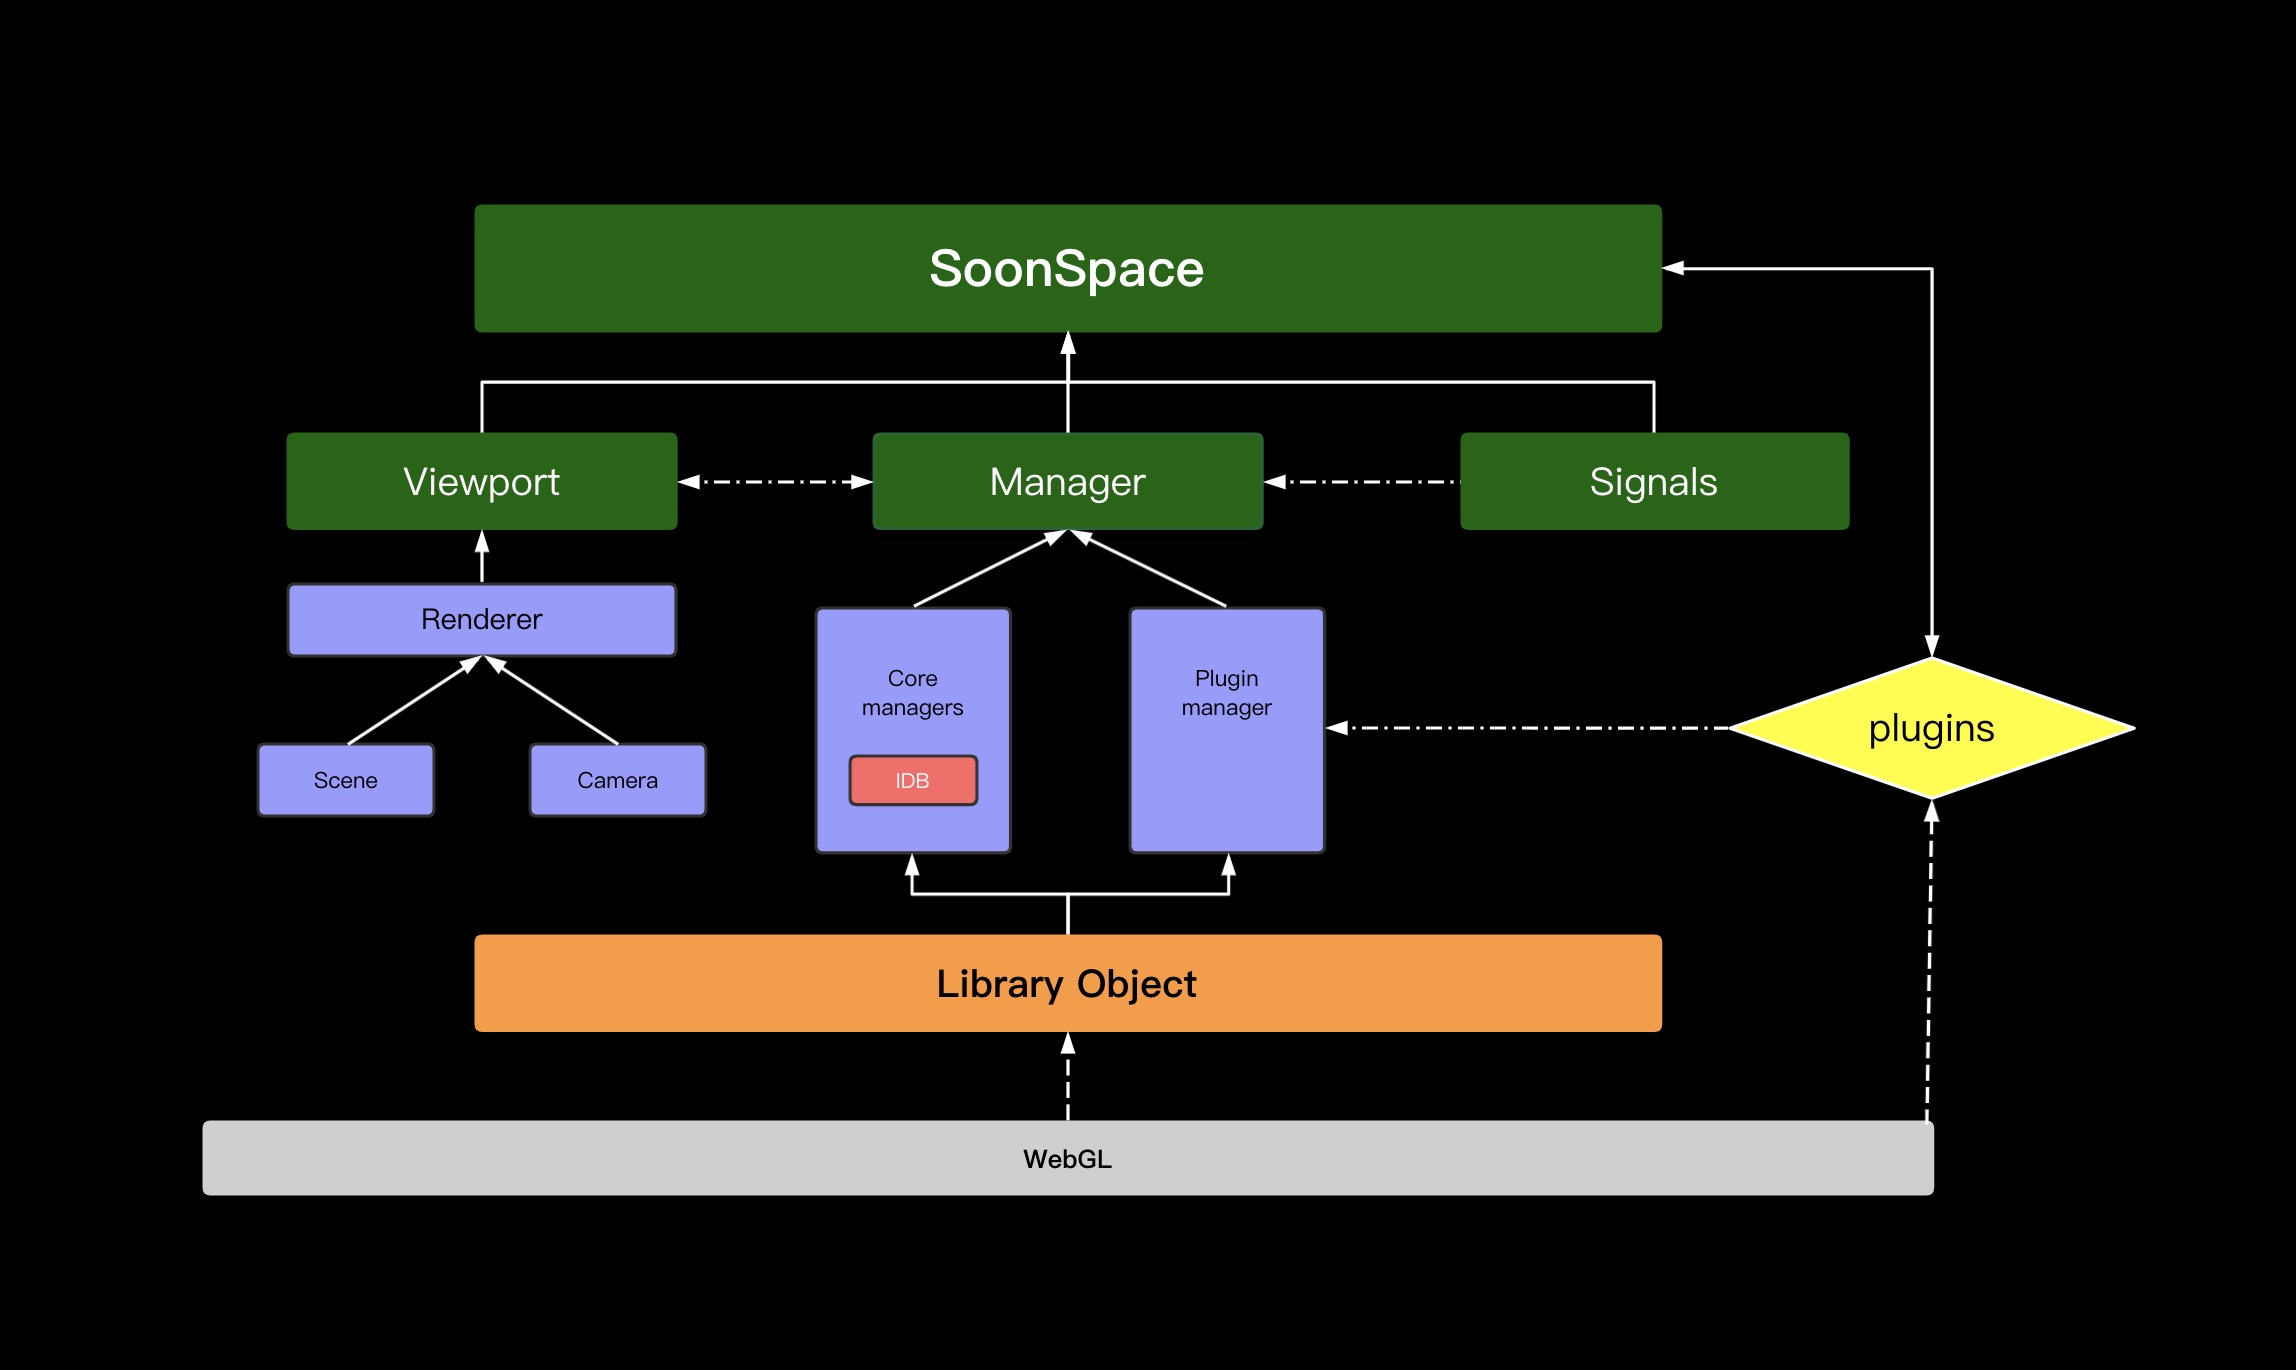 SoonSpace
Viewport
Manager
Signals
Renderer
Scene
Camera
Core
managers
IDB
Plugin
manager
plugins
Library Object
WebGL